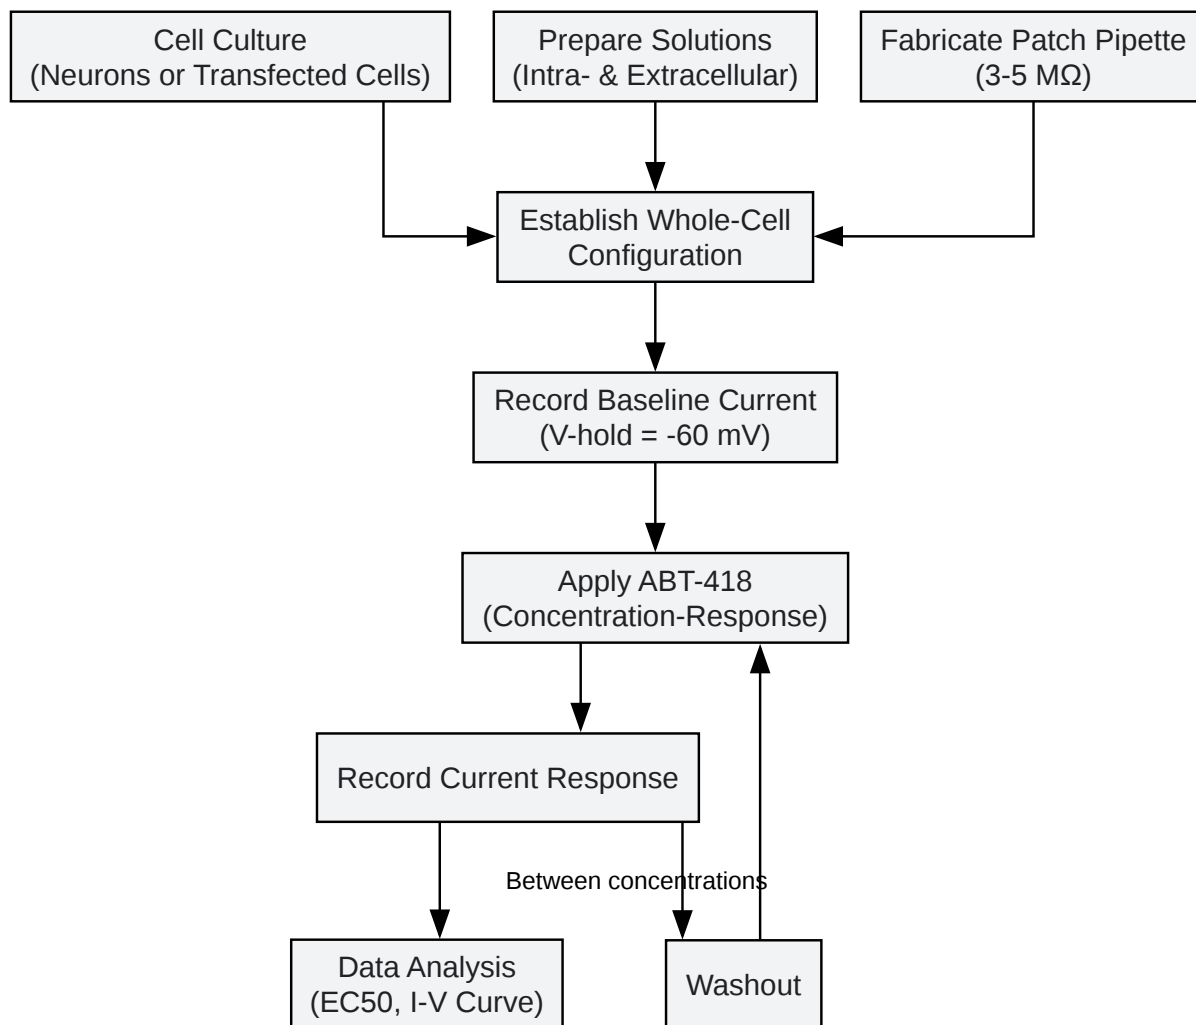 Cell Culture
(Neurons or Transfected Cells)
Prepare Solutions
(Intra- & Extracellular)
Fabricate Patch Pipette
(3-5 MΩ)
Establish Whole-Cell
Configuration
Record Baseline Current
(V-hold = -60 mV)
Apply ABT-418
(Concentration-Response)
Record Current Response
Between concentrations
Data Analysis
(EC50, I-V Curve)
Washout